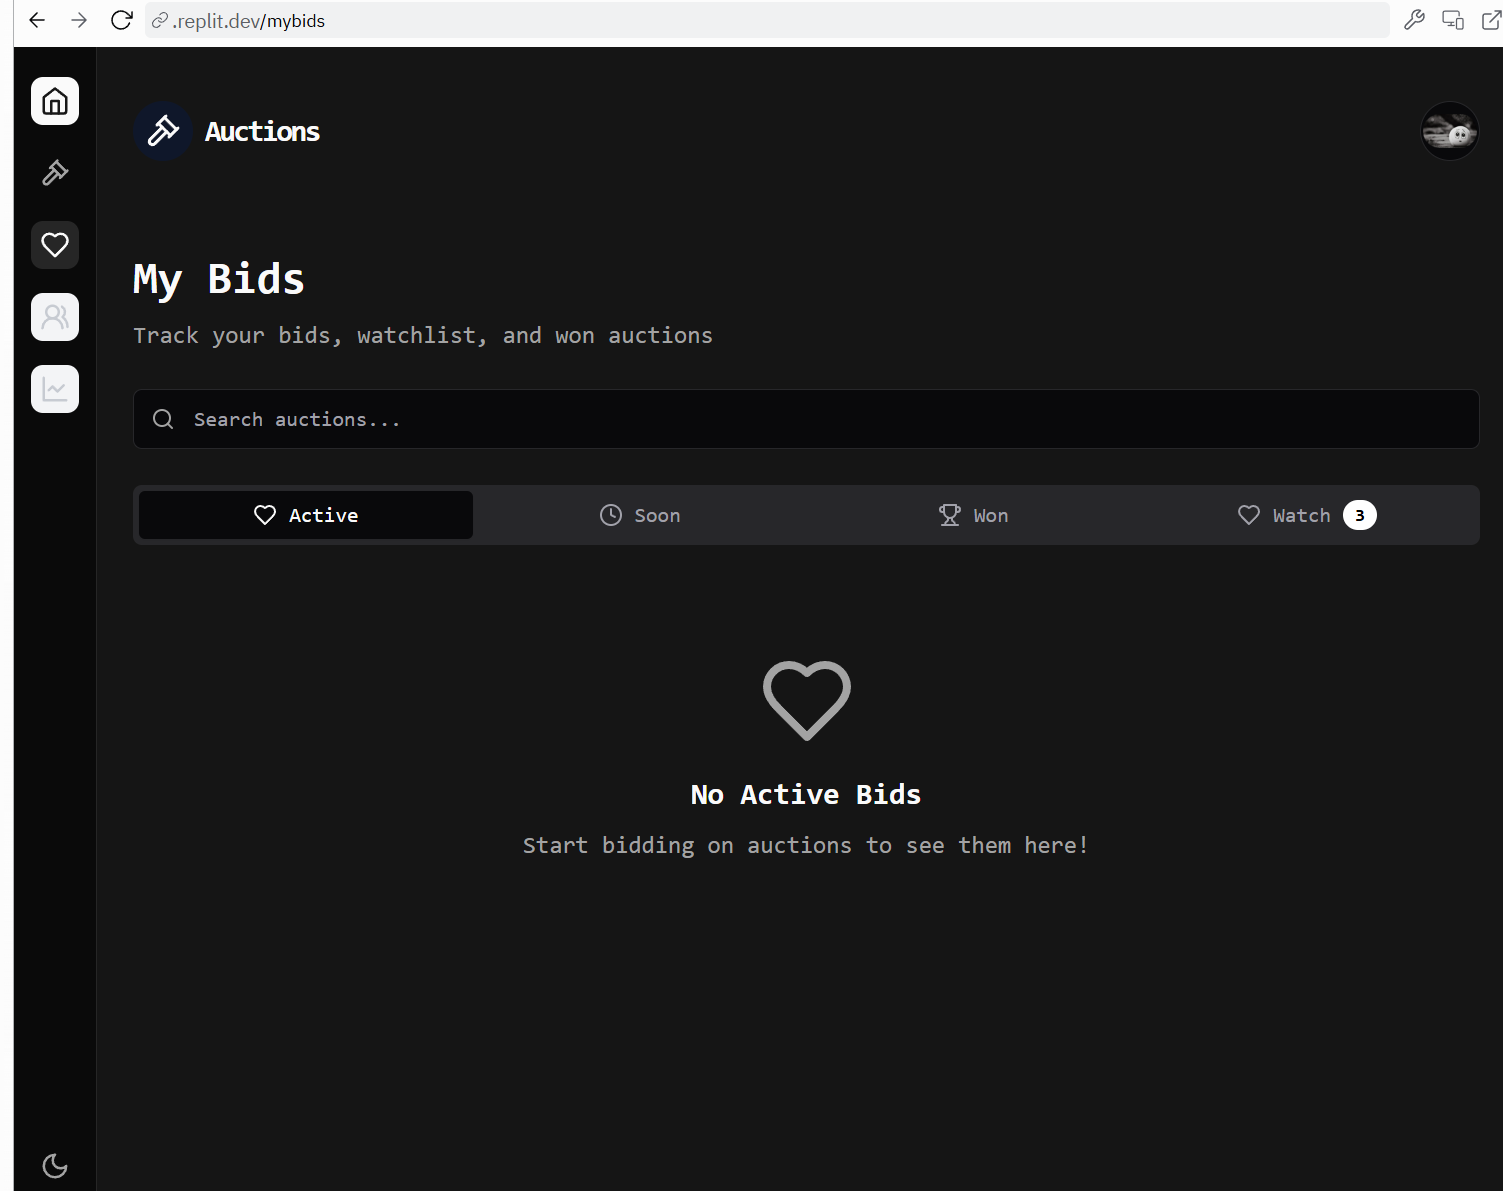 .replit.dev/mybids
Auctions
My Bids
Track your bids, watchlist, and won auctions
Search auctions...
Active Soon Won Watch 3
No Active Bids
Start bidding on auctions to see them here!